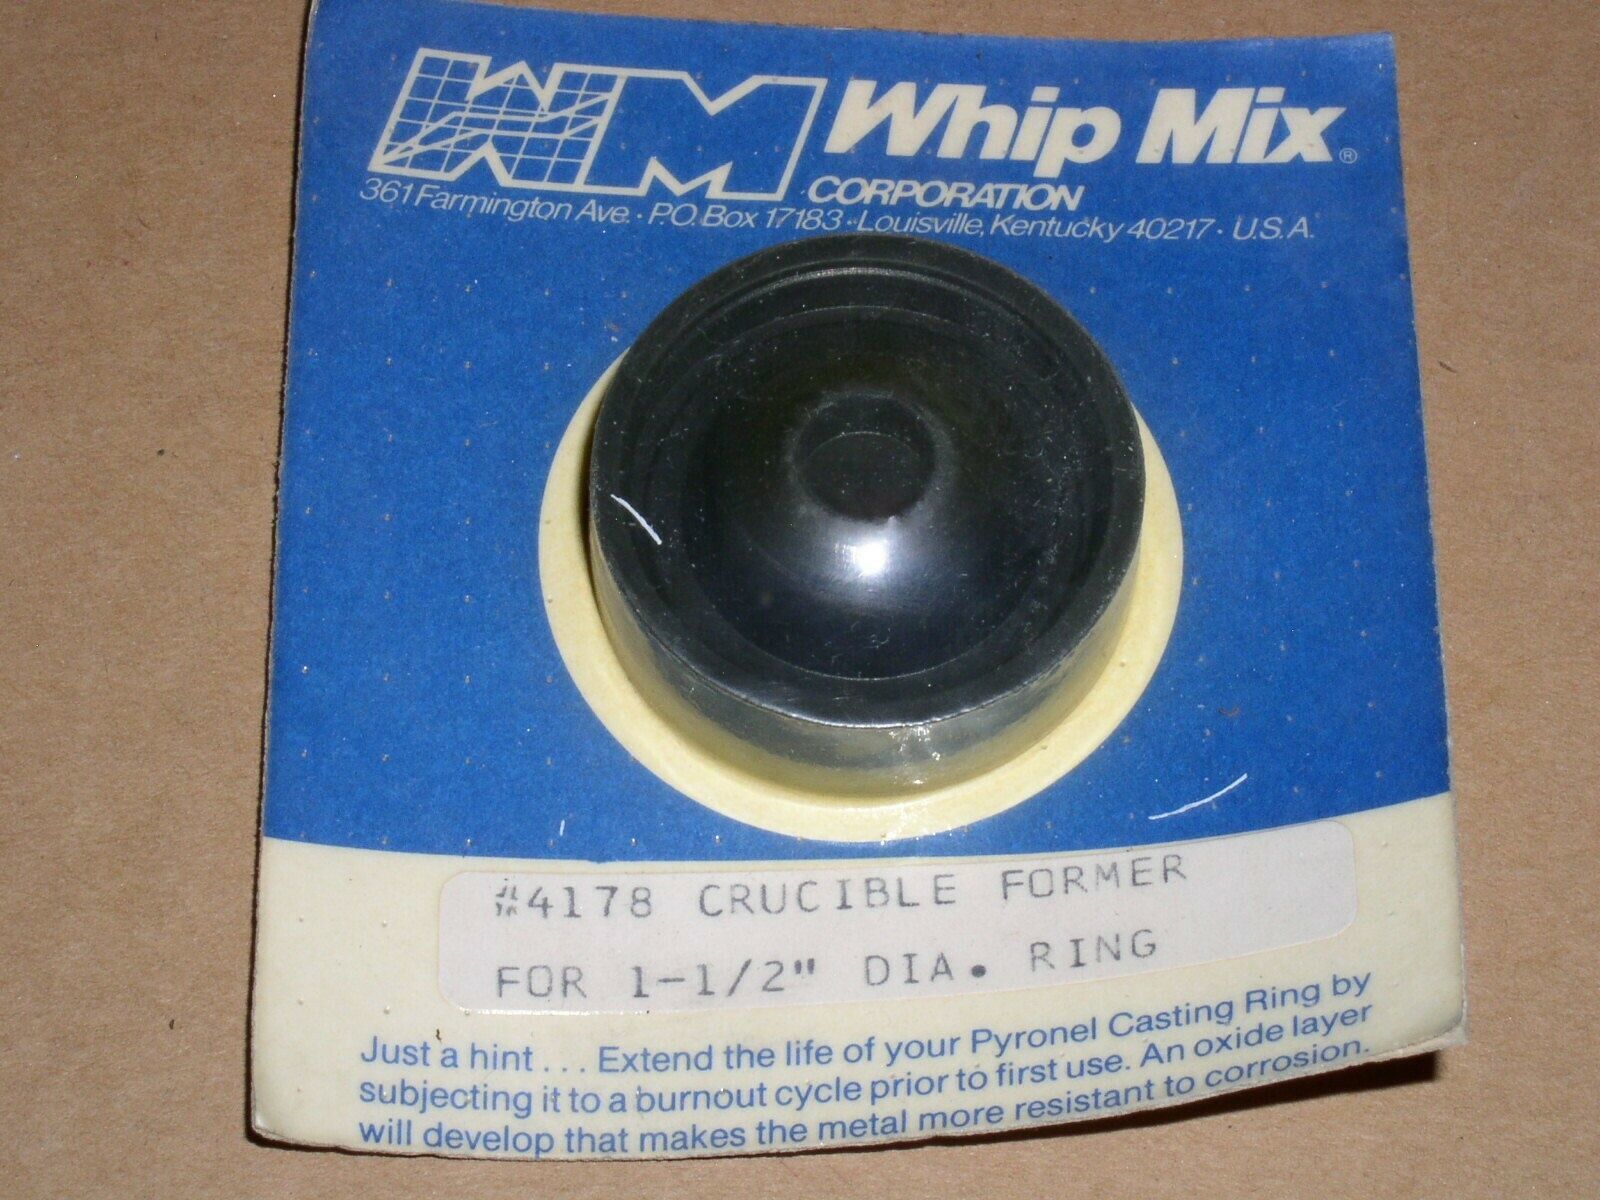 WM Whip Mix®
CORPORATION
361 Farmington Ave. · P.O. Box 17183 · Louisville, Kentucky 40217 · U.S.A.
#4178 CRUCIBLE FORMER
FOR 1-1/2" DIA. RING
Just a hint . . . Extend the life of your Pyronel Casting Ring by
subjecting it to a burnout cycle prior to first use. An oxide layer
will develop that makes the metal more resistant to corrosion.